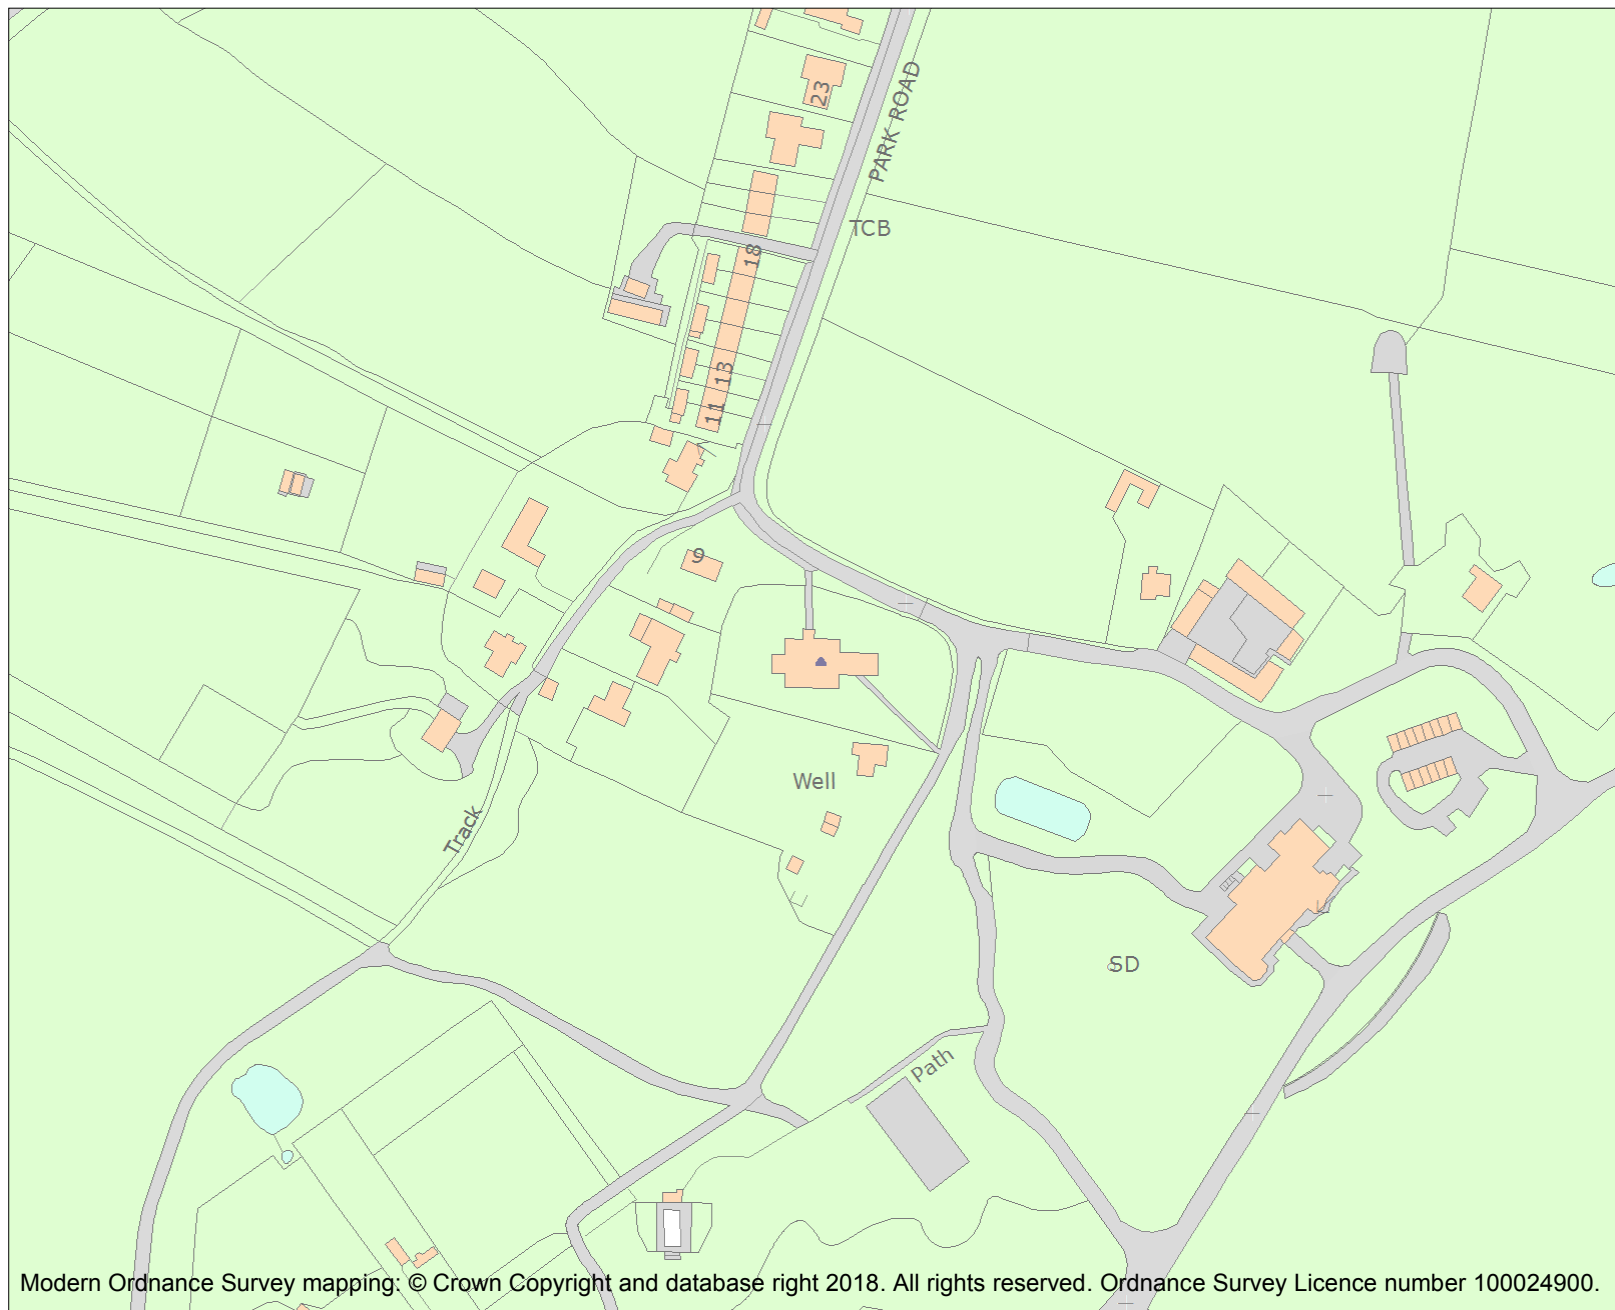 23
PARK ROAD
TCB
18
13
11
9
Well
Track
SD
Path
Modern Ordnance Survey mapping: © Crown Copyright and database right 2018. All rights reserved. Ordnance Survey Licence number 100024900.